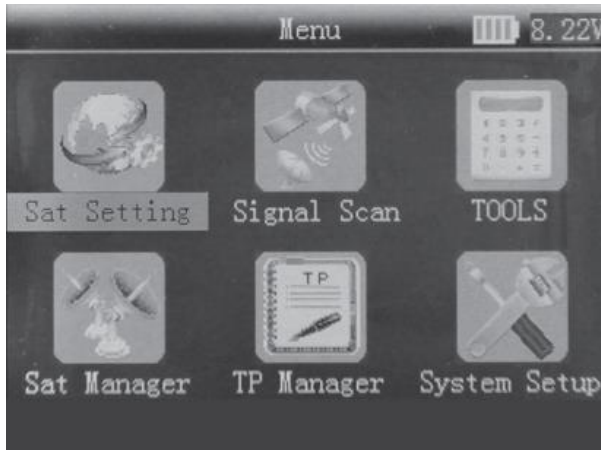 Menu
8.22V
Sat Setting
Signal Scan
TOOLS
TP
Sat Manager
TP Manager
System Setup